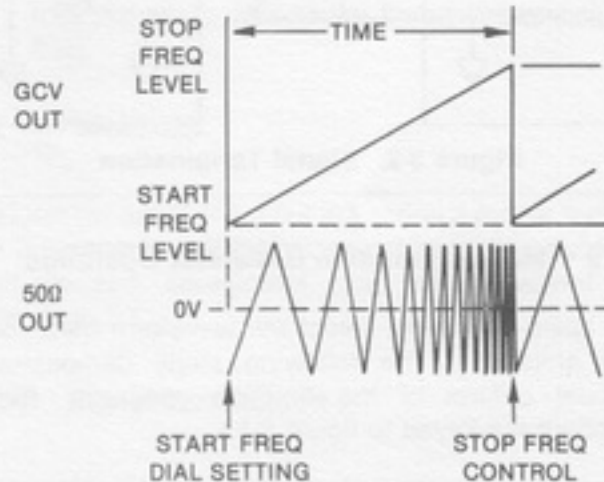 STOP
FREQ
LEVEL
TIME
GCV
OUT
START
FREQ
LEVEL
50Ω
OUT
0V
START FREQ
DIAL SETTING
STOP FREQ
CONTROL